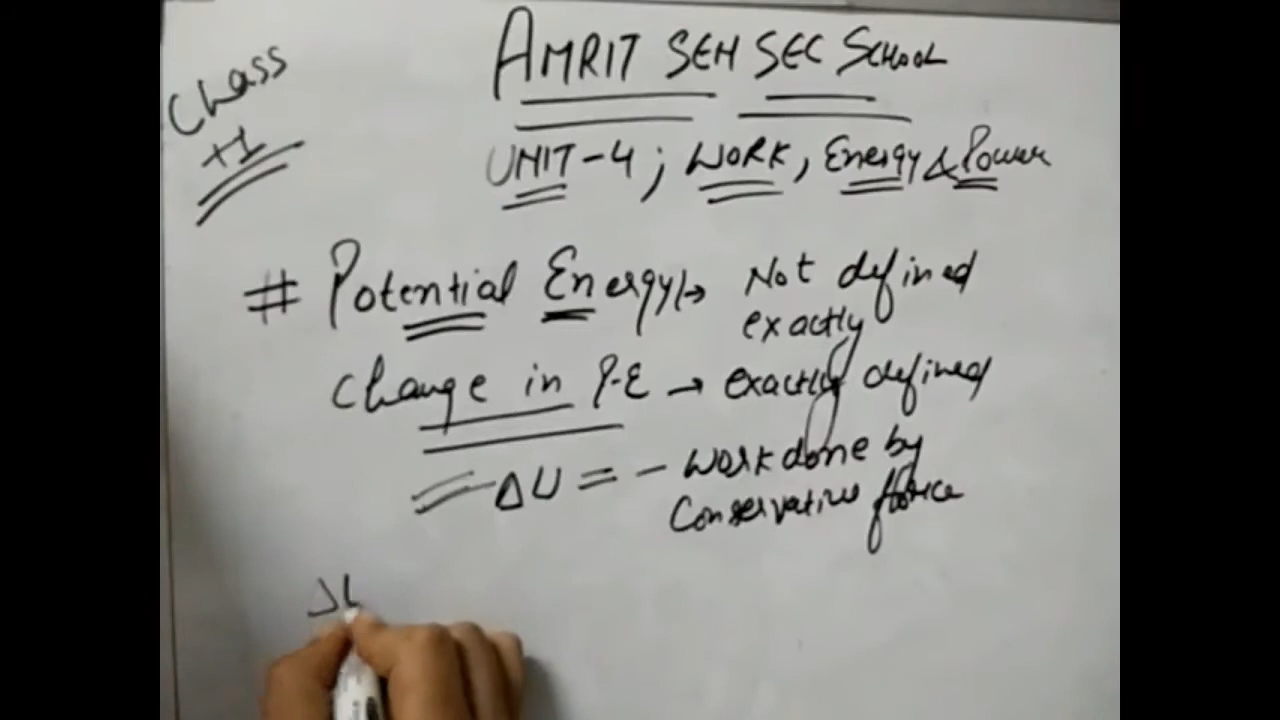 AMRIT SEN SEC SCHOOL
Class
+1
UNIT-4; WORK, Energy & Power
# Potential Energy → Not defined
exactly
Change in P.E → exactly defined
ΔU = - Work done by
Conservative force